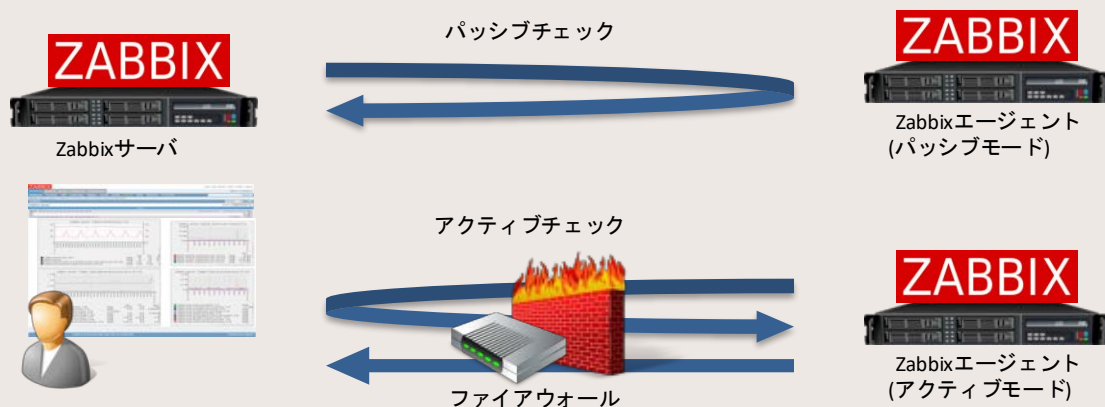 パッシブチェック
ZABBIX
ZABBIX
Zabbixサーバ
Zabbixエージェント
(パッシブモード)
アクティブチェック
ZABBIX
Zabbixエージェント
(アクティブモード)
ファイアウォール